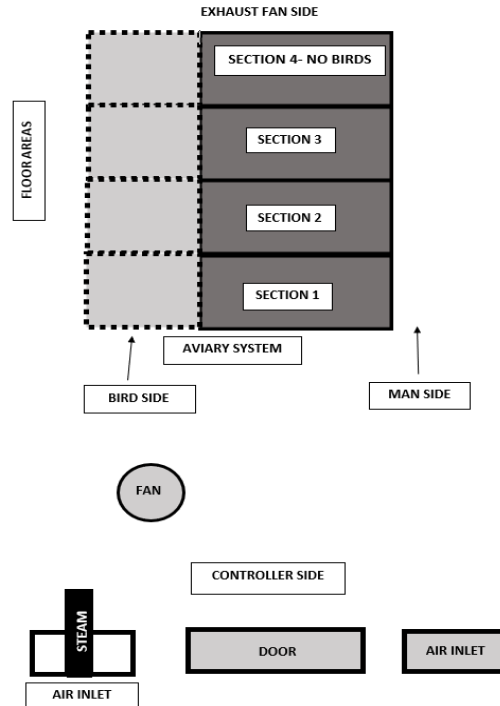 EXHAUST FAN SIDE
SECTION 4- NO BIRDS
FLOOR AREAS
SECTION 3
SECTION 2
SECTION 1
AVIARY SYSTEM
BIRD SIDE
MAN SIDE
FAN
CONTROLLER SIDE
STEAM
DOOR
AIR INLET
AIR INLET